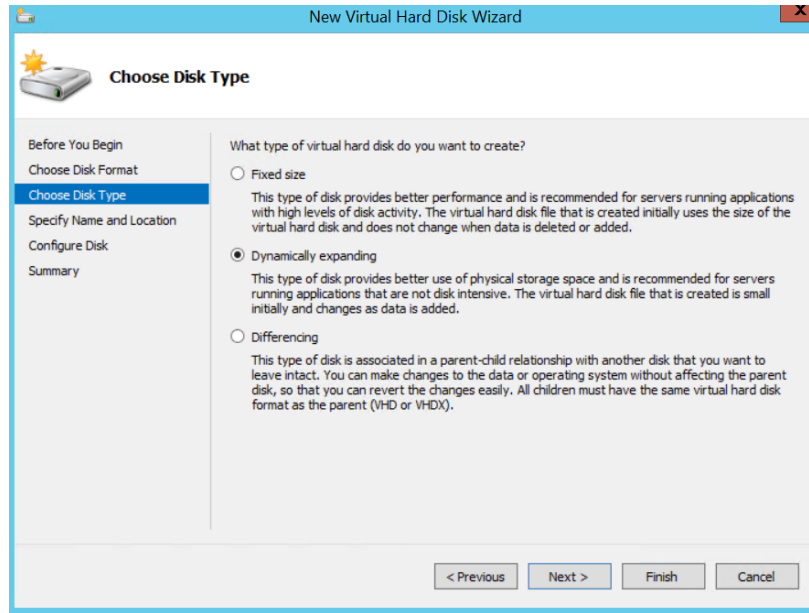 New Virtual Hard Disk Wizard
x
Choose Disk Type
Before You Begin
Choose Disk Format
Choose Disk Type
Specify Name and Location
Configure Disk
Summary
What type of virtual hard disk do you want to create?
Fixed size
This type of disk provides better performance and is recommended for servers running applications
with high levels of disk activity. The virtual hard disk file that is created initially uses the size of the
virtual hard disk and does not change when data is deleted or added.
Dynamically expanding
This type of disk provides better use of physical storage space and is recommended for servers
running applications that are not disk intensive. The virtual hard disk file that is created is small
initially and changes as data is added.
Differencing
This type of disk is associated in a parent-child relationship with another disk that you want to
leave intact. You can make changes to the data or operating system without affecting the parent
disk, so that you can revert the changes easily. All children must have the same virtual hard disk
format as the parent (VHD or VHDX).
< Previous
Next >
Finish
Cancel